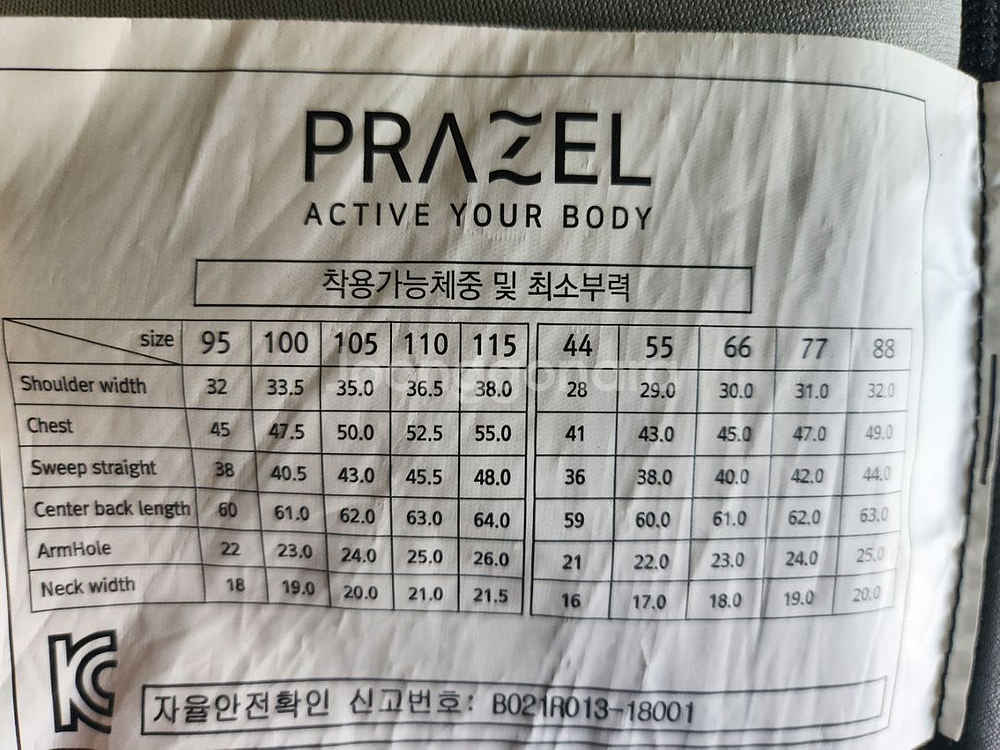 PRAZEL
ACTIVE YOUR BODY
착용가능체중 및 최소부력
size 95 100 105 110 115 44 55 66 77 88
Shoulder width 32 33.5 35.0 36.5 38.0 28 29.0 30.0 31.0 32.0
Chest 45 47.5 50.0 52.5 55.0 41 43.0 45.0 47.0 49.0
Sweep straight 38 40.5 43.0 45.5 48.0 36 38.0 40.0 42.0 44.0
Center back length 60 61.0 62.0 63.0 64.0 59 60.0 61.0 62.0 63.0
ArmHole 22 23.0 24.0 25.0 26.0 21 22.0 23.0 24.0 25.0
Neck width 18 19.0 20.0 21.0 21.5 16 17.0 18.0 19.0 20.0
KC
자율안전확인 신고번호: B021R013-18001